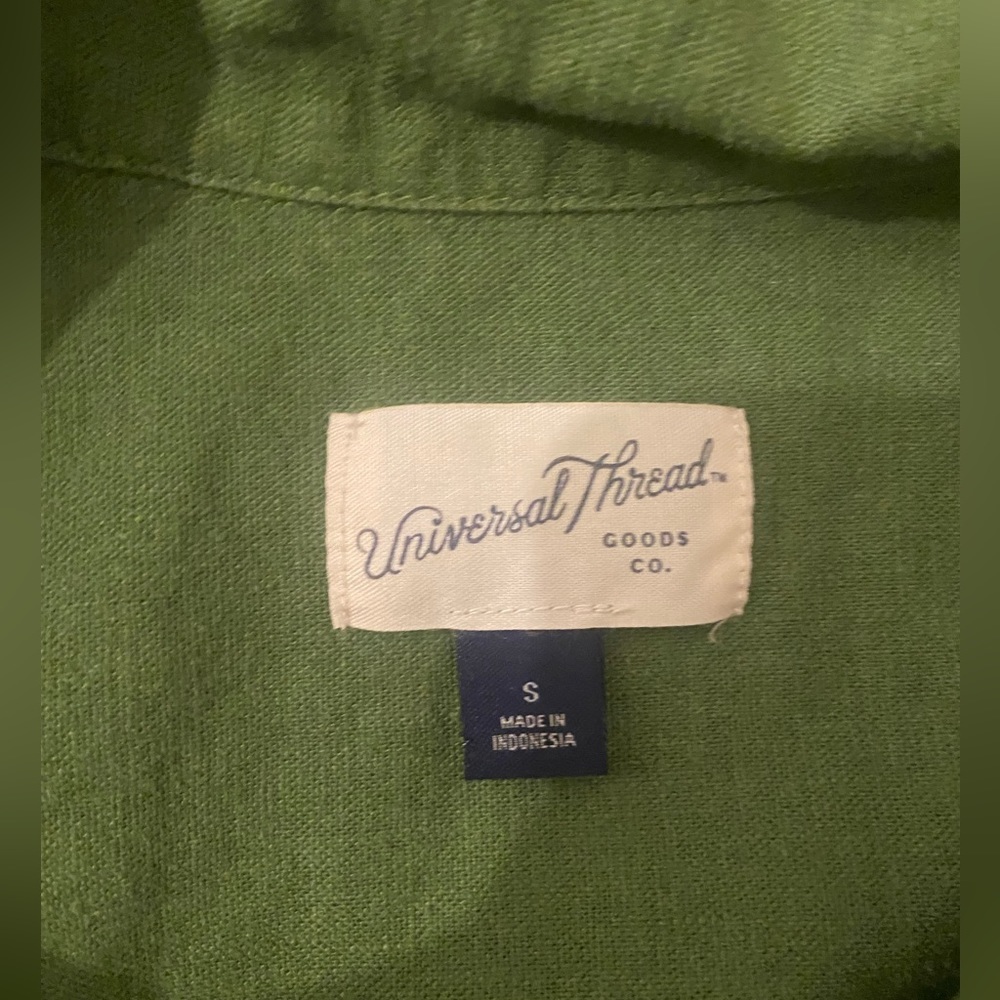 Universal Thread™
GOODS
CO.
S
MADE IN
INDONESIA